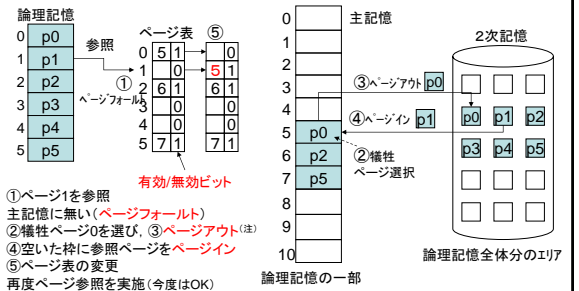 論理記憶
0 p0
1 p1
2 p2
3 p3
4 p4
5 p5
参照
①
ページフォールト
ページ表 ⑤
0 5 1 0
1 0 5 1
2 6 1 6 1
3 0 0
4 0 0
5 7 1 7 1
有効/無効ビット
①ページ1を参照
主記憶に無い(ページフォールト)
②犠牲ページ0を選び, ③ページアウト(注)
④空いた枠に参照ページをページイン
⑤ページ表の変更
再度ページ参照を実施(今度はOK)
主記憶
0
1
2
3
4
5 p0
6 p2
7 p5
8
9
10
論理記憶の一部
③ページアウト p0
④ページイン p1
②犠牲
ページ選択
2次記憶
p0 p1 p2
p3 p4 p5
論理記憶全体分のエリア